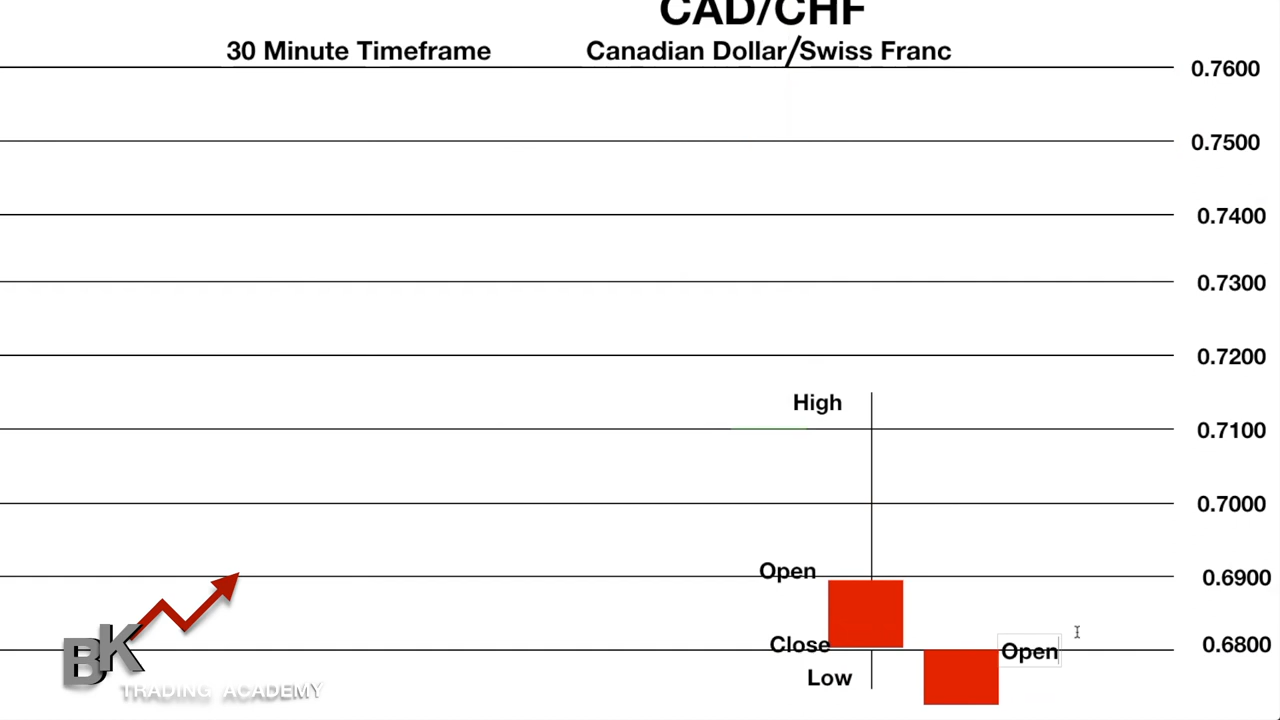 CAD/CHF
30 Minute Timeframe
Canadian Dollar/Swiss Franc
0.7600
0.7500
0.7400
0.7300
0.7200
High
0.7100
0.7000
Open
0.6900
Close
0.6800
Open
Low
BK
TRADING ACADEMY